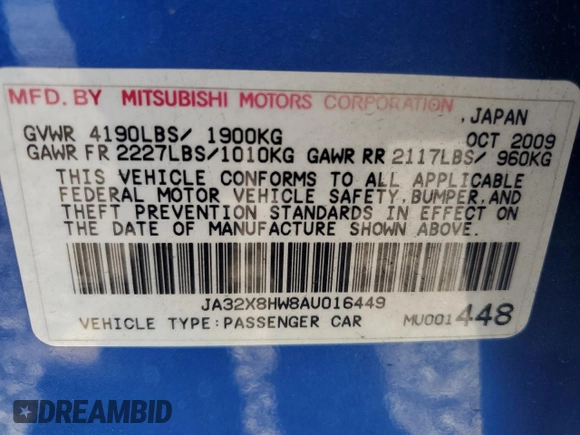 MFD. BY MITSUBISHI MOTORS CORPORATION
, JAPAN
GVWR 4190LBS/ 1900KG OCT 2009
GAWR FR 2227LBS/1010KG GAWR RR 2117LBS/ 960KG
THIS VEHICLE CONFORMS TO ALL APPLICABLE
FEDERAL MOTOR VEHICLE SAFETY, BUMPER, AND
THEFT PREVENTION STANDARDS IN EFFECT ON
THE DATE OF MANUFACTURE SHOWN ABOVE.
JA32X8HW8AU016449
VEHICLE TYPE:PASSENGER CAR MU001448
DREAMBID